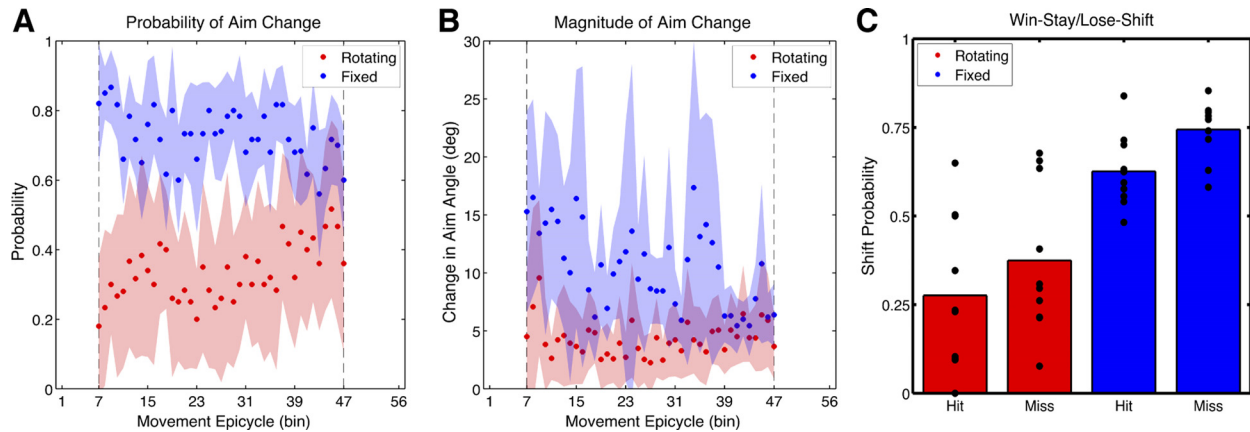 A
Probability of Aim Change
1
0.8
0.6
0.4
0.2
0
Probability
Rotating
Fixed
1 7 15 23 31 39 47 56
Movement Epicycle (bin)
B
Magnitude of Aim Change
30
25
20
15
10
5
0
Change in Aim Angle (deg)
Rotating
Fixed
1 7 15 23 31 39 47 56
Movement Epicycle (bin)
C
Win-Stay/Lose-Shift
1
0.75
0.5
0.25
0
Shift Probability
Rotating
Fixed
Hit Miss Hit Miss